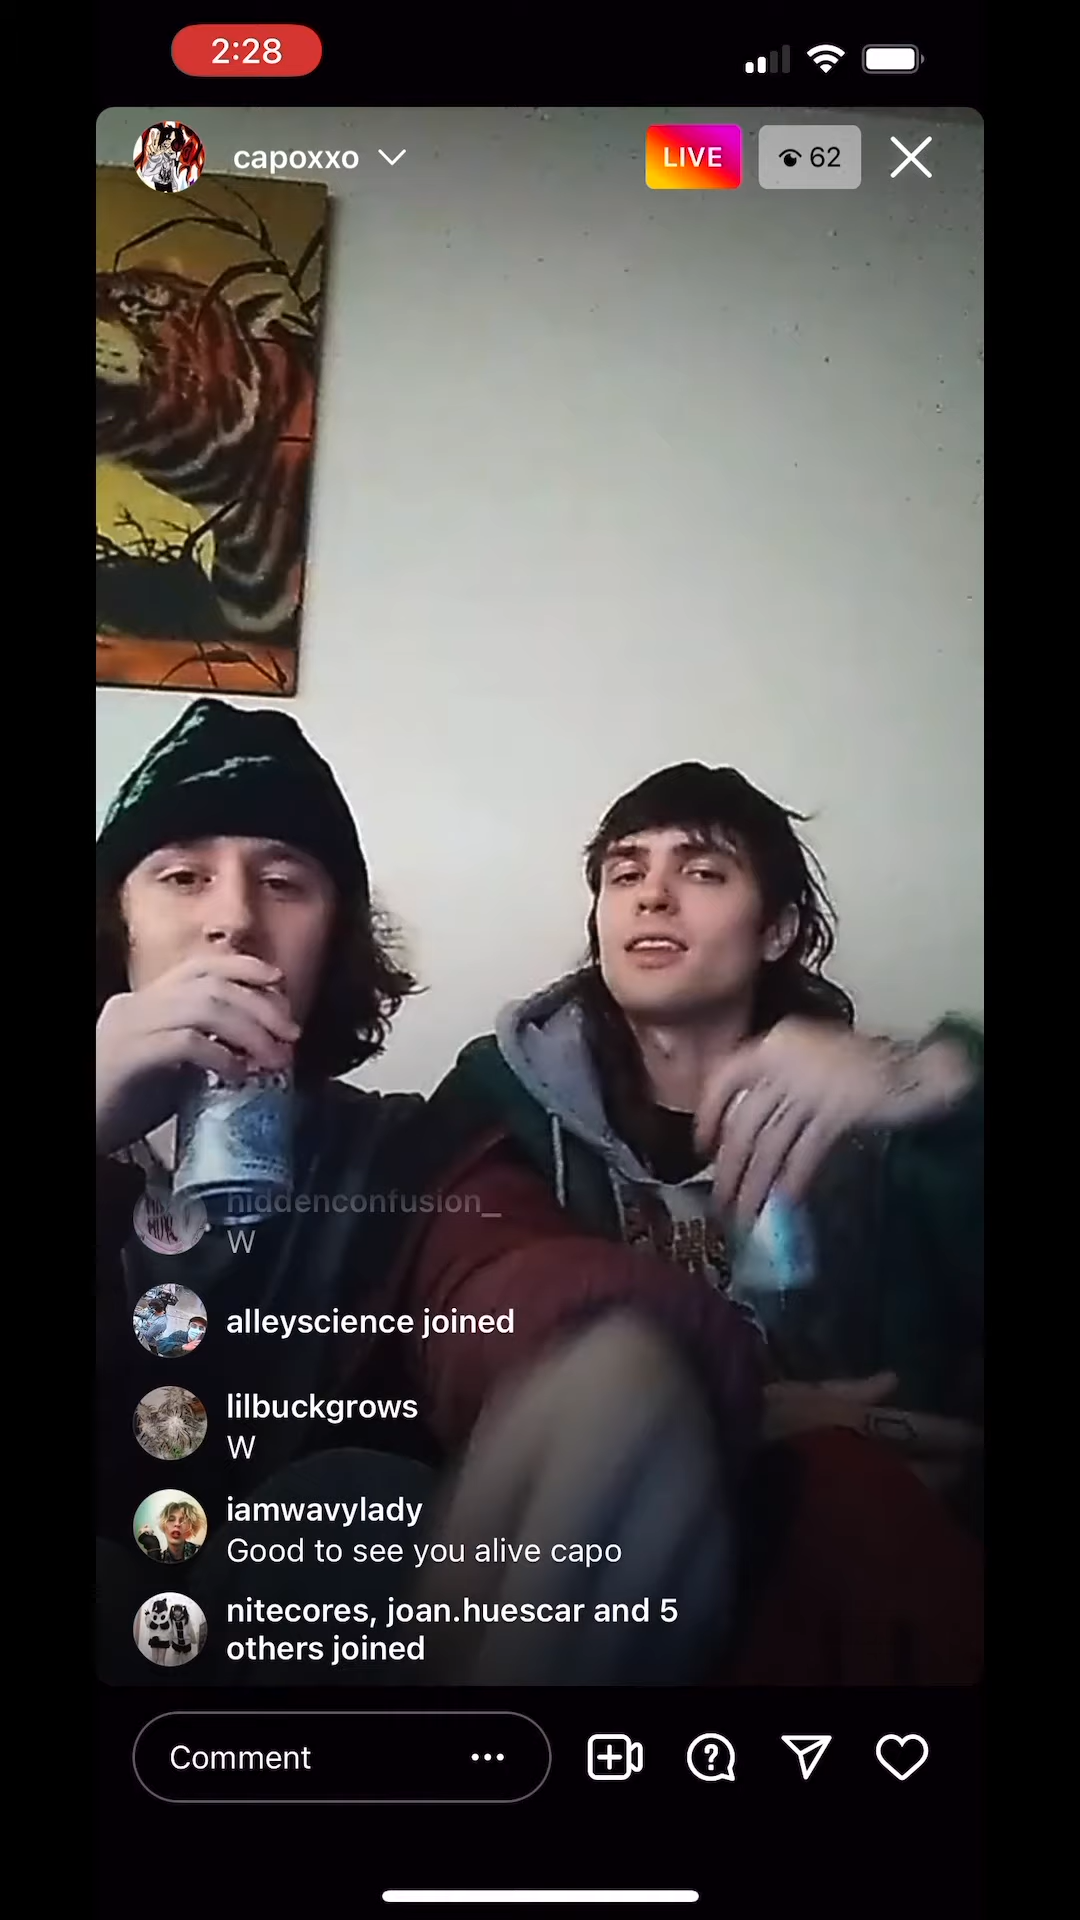 2:28
capoxxo
LIVE
62
hiddenconfusion_
W
alleyscience joined
lilbuckgrows
W
iamwavylady
Good to see you alive capo
nitecores, joan.huescar and 5
others joined
Comment